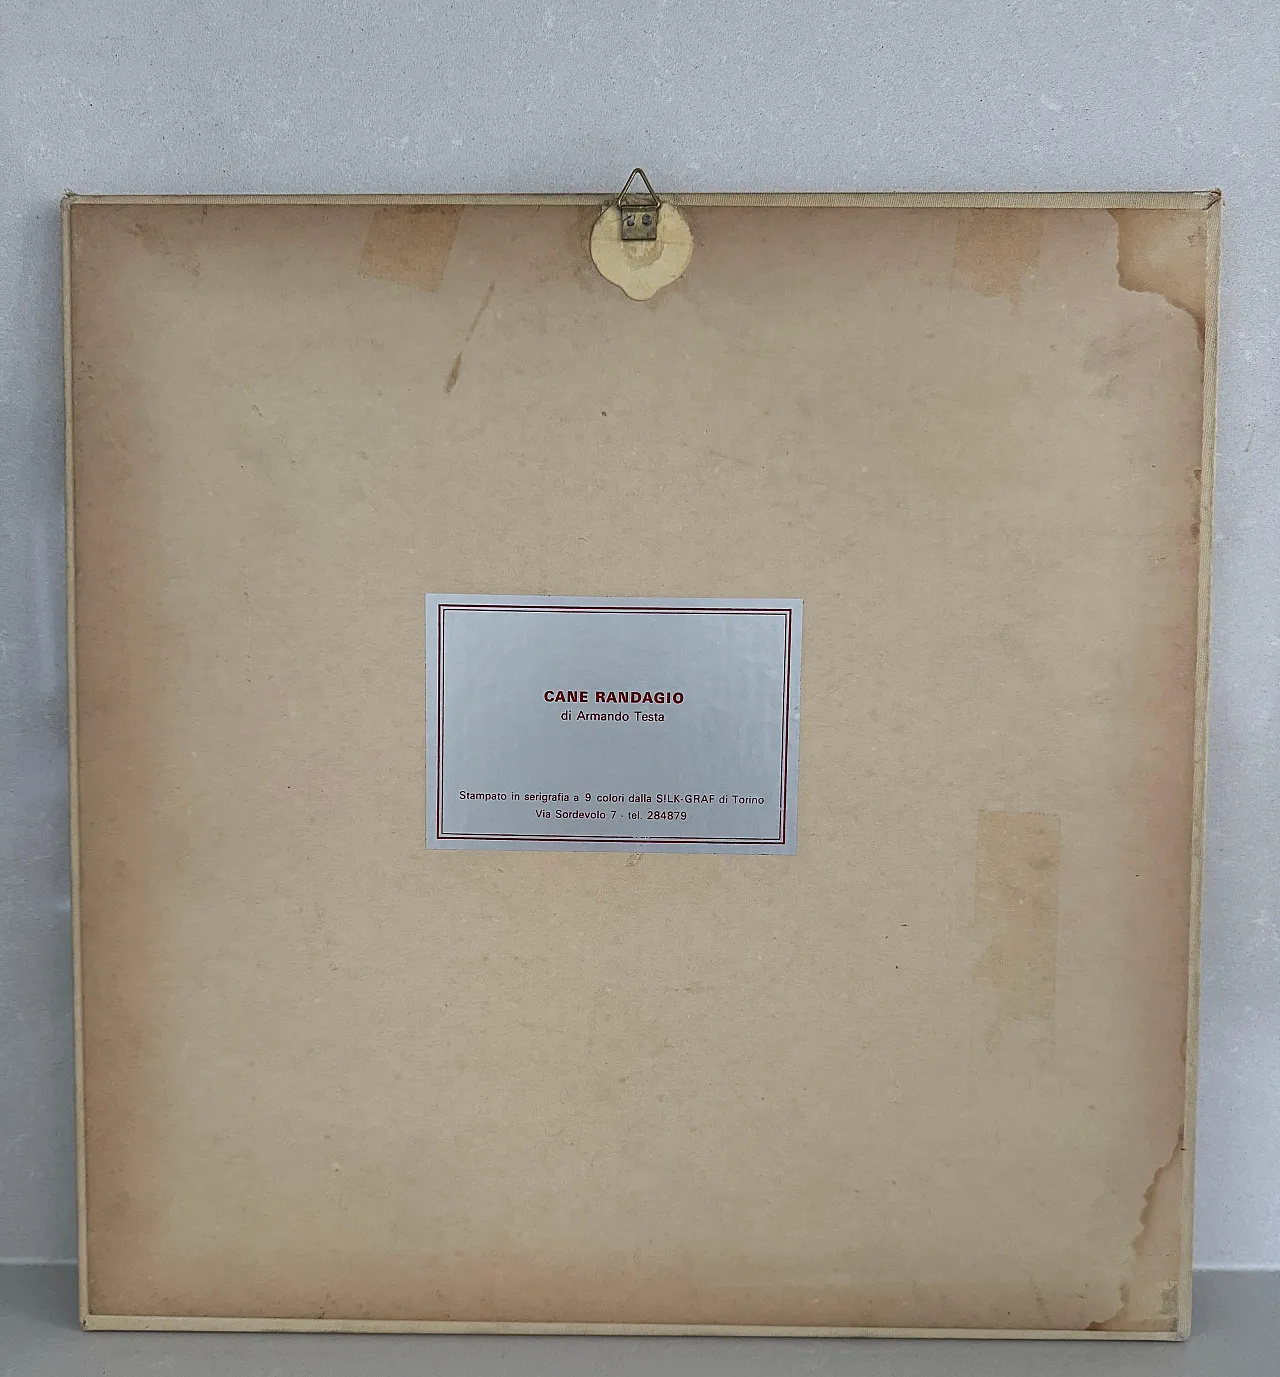 CANE RANDAGIO
di Armando Testa
Stampato in serigrafia a 9 colori dalla SILK-GRAF di Torino
Via Sordevolo 7 - tel. 284879